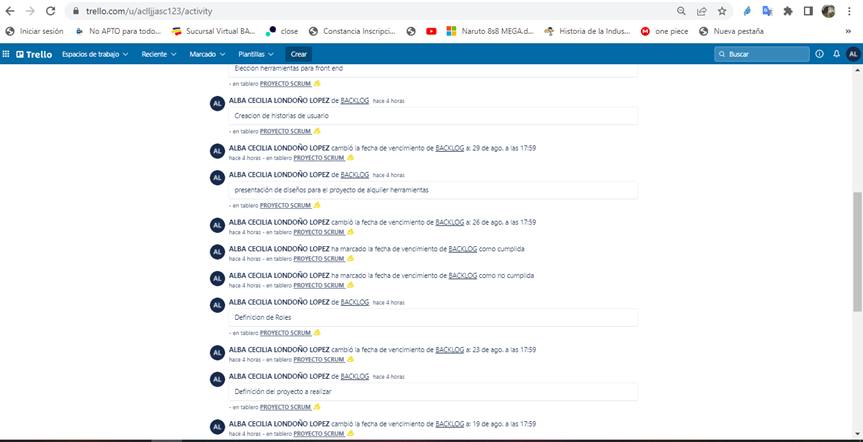 trello.com/u/aclljjasc123/activity
Iniciar sesión No APTO para todo... Sucursal Virtual BA... close Constancia Inscripci... Naruto 8s8 MEGA.d... Historia de la Indus... one piece Nueva pestaña »
Trello Espacios de trabajo Reciente Marcado Plantillas Crear Buscar AL
Elección herramientas para front end
- en tablero PROYECTO SCRUM
AL ALBA CECILIA LONDOÑO LOPEZ de BACKLOG hace 4 horas
Creacion de historias de usuario
- en tablero PROYECTO SCRUM
AL ALBA CECILIA LONDOÑO LOPEZ cambió la fecha de vencimiento de BACKLOG a: 29 de ago. a las 17:59
hace 4 horas - en tablero PROYECTO SCRUM
AL ALBA CECILIA LONDOÑO LOPEZ de BACKLOG hace 4 horas
presentación de diseños para el proyecto de alquiler herramientas
- en tablero PROYECTO SCRUM
AL ALBA CECILIA LONDOÑO LOPEZ cambió la fecha de vencimiento de BACKLOG a: 26 de ago. a las 17:59
hace 4 horas - en tablero PROYECTO SCRUM
AL ALBA CECILIA LONDOÑO LOPEZ ha marcado la fecha de vencimiento de BACKLOG como cumplida
hace 4 horas - en tablero PROYECTO SCRUM
AL ALBA CECILIA LONDOÑO LOPEZ ha marcado la fecha de vencimiento de BACKLOG como no cumplida
hace 4 horas - en tablero PROYECTO SCRUM
AL ALBA CECILIA LONDOÑO LOPEZ de BACKLOG hace 4 horas
Definicion de Roles
- en tablero PROYECTO SCRUM
AL ALBA CECILIA LONDOÑO LOPEZ cambió la fecha de vencimiento de BACKLOG a: 23 de ago. a las 17:59
hace 4 horas - en tablero PROYECTO SCRUM
AL ALBA CECILIA LONDOÑO LOPEZ de BACKLOG hace 4 horas
Definición del proyecto a realizar
- en tablero PROYECTO SCRUM
AL ALBA CECILIA LONDOÑO LOPEZ cambió la fecha de vencimiento de BACKLOG a: 19 de ago. a las 17:59
hace 4 horas - en tablero PROYECTO SCRUM